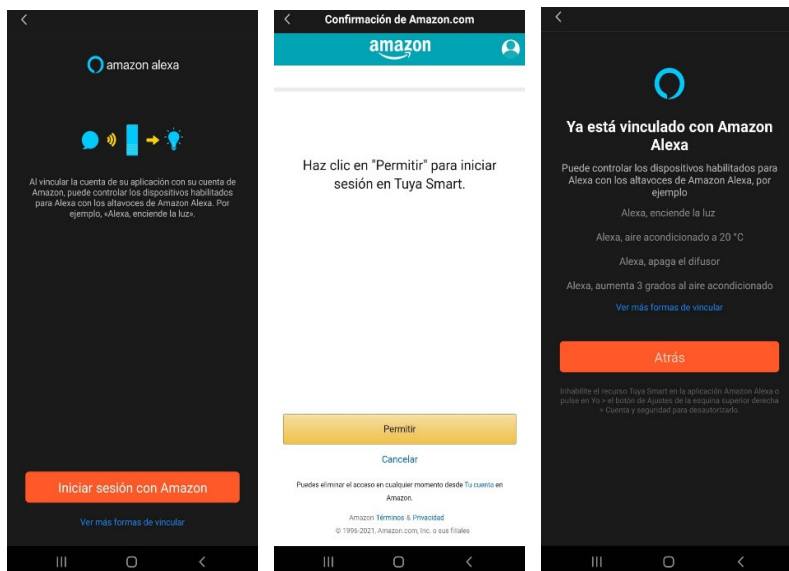 amazon alexa
Al vincular la cuenta de su aplicación con su cuenta de
Amazon, puede controlar los dispositivos habilitados
para Alexa con los altavoces de Amazon Alexa. Por
ejemplo, «Alexa, enciende la luz».
Iniciar sesión con Amazon
Ver más formas de vincular
Confirmación de Amazon.com
amazon
Haz clic en "Permitir" para iniciar
sesión en Tuya Smart.
Permitir
Cancelar
Puedes eliminar el acceso en cualquier momento desde Tu cuenta en
Amazon.
Amazon Términos & Privacidad
© 1996-2021, Amazon.com, Inc. o sus filiales
Ya está vinculado con Amazon
Alexa
Puede controlar los dispositivos habilitados para
Alexa con los altavoces de Amazon Alexa, por
ejemplo
Alexa, enciende la luz
Alexa, aire acondicionado a 20 °C
Alexa, apaga el difusor
Alexa, aumenta 3 grados al aire acondicionado
Ver más formas de vincular
Atrás
Inhabilite el recurso Tuya Smart en la aplicación Amazon Alexa o
pulse en Yo > el botón de Ajustes de la esquina superior derecha
> Cuenta y seguridad para desautorizarlo.